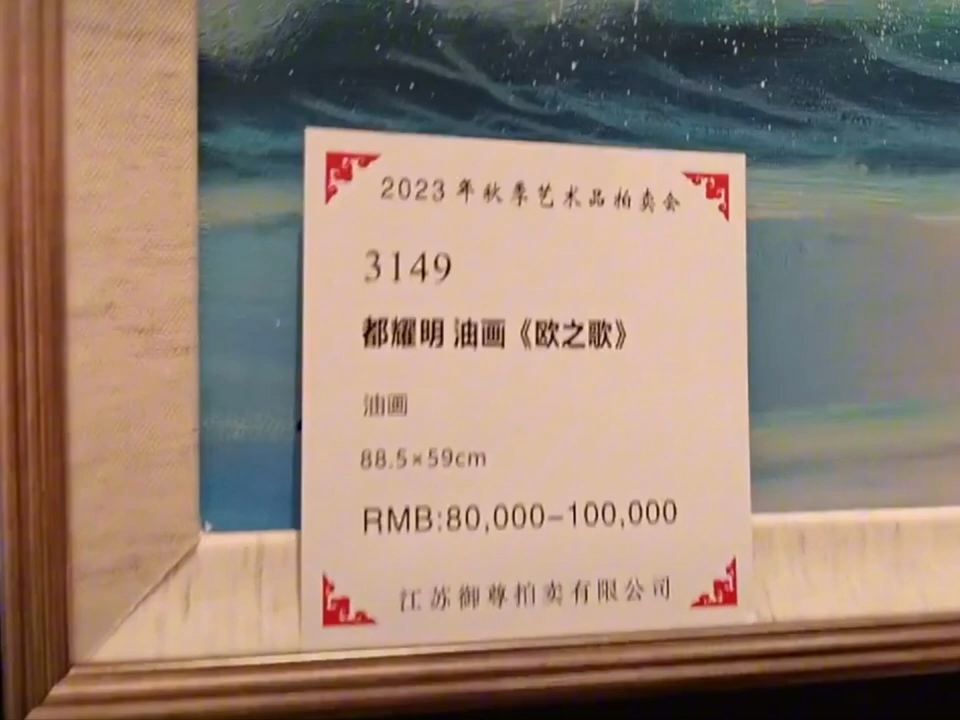 2023年秋季艺术品拍卖会
3149
都耀明 油画《欧之歌》
油画
88.5×59cm
RMB:80,000-100,000
江苏御尊拍卖有限公司